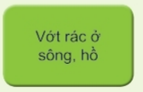 Vớt rác ở
sông, hồ